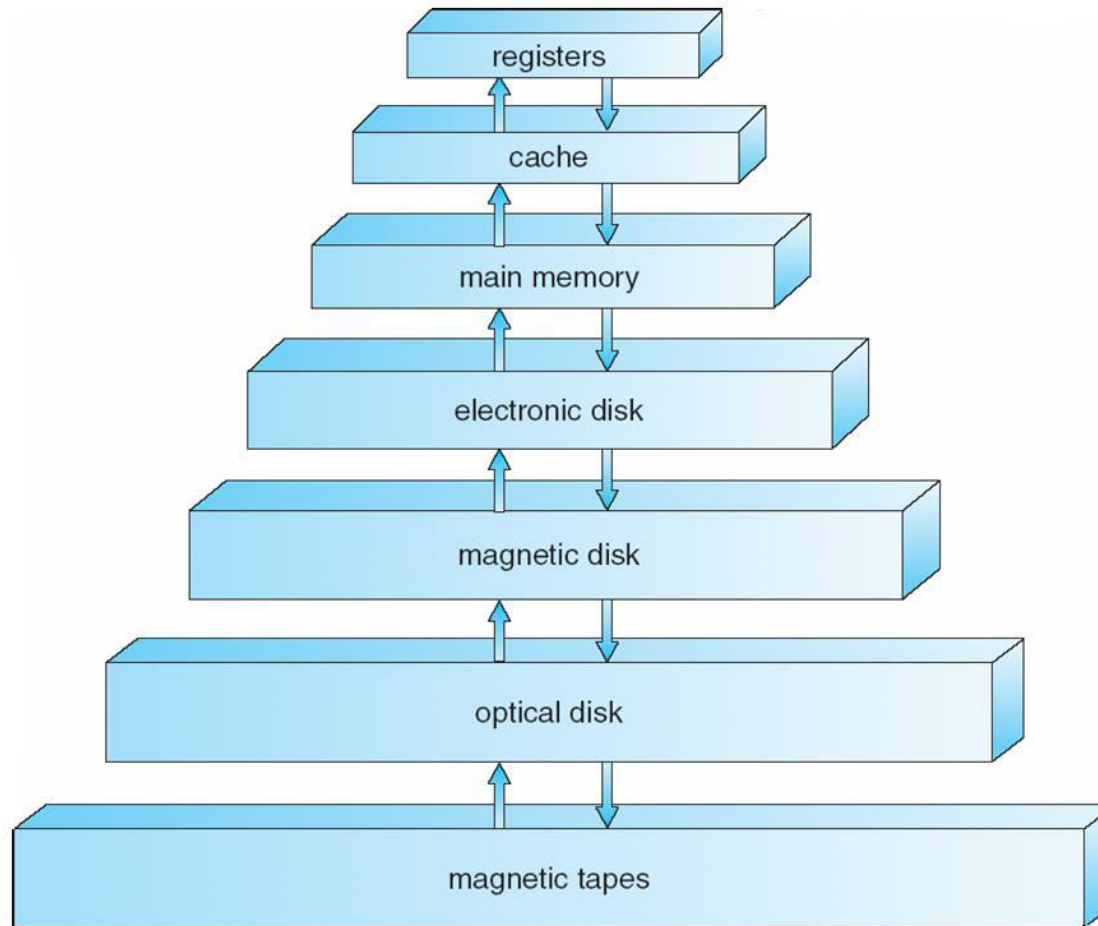 registers
cache
main memory
electronic disk
magnetic disk
optical disk
magnetic tapes